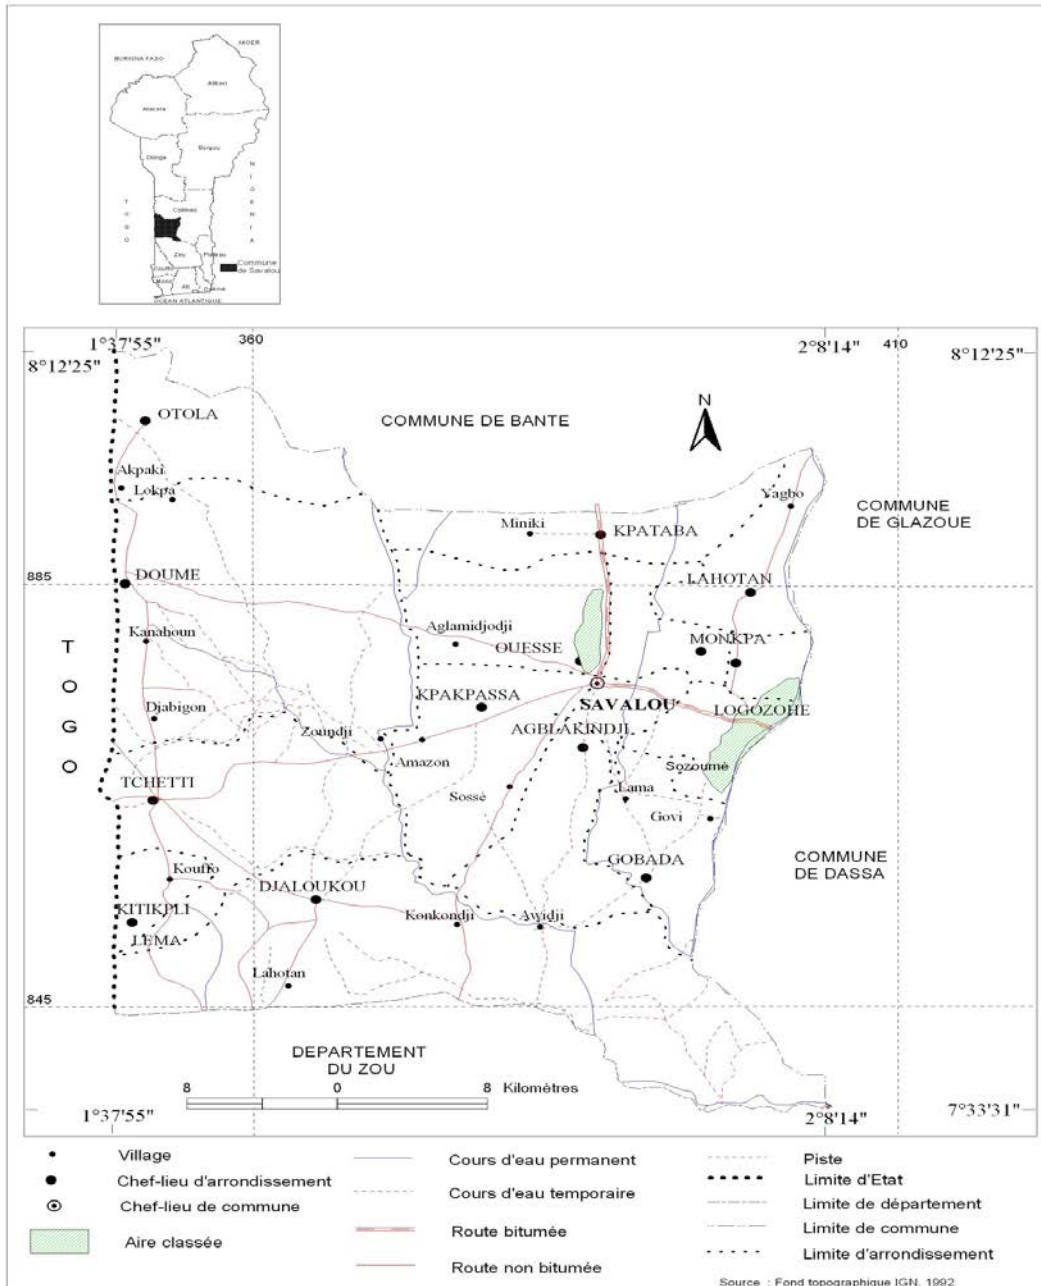 NIGER
BURKINA FASO
Alibori
Atacora
Borgou
Donga
N I G E R I A
T O G O
Collines
Zou
Plateau
Couffo
Mono
Atl
Commune
de Savalou
OCEAN ATLANTIQUE
1°37'55"
360
2°8'14"
410
8°12'25"
8°12'25"
N
OTOLA
COMMUNE DE BANTE
Akpaki
Lokpa
Yagbo
COMMUNE
DE GLAZOUE
Miniki
KPATABA
885
DOUME
LAHOTAN
Kanahoun
Aglamidjodji
OUESSE
MONKPA
T
O
G
O
KPAKPASSA
SAVALOU
LOGOZOHE
Djabigon
Zoundji
AGBLAKINDJI
Amazon
Sozoumè
TCHETTI
Sossè
Lama
Govi
COMMUNE
DE DASSA
Kouffo
GOBADA
DJALOUKOU
KITIKPLI
Konkondji
Awidji
LEMA
Lahotan
845
DEPARTEMENT
DU ZOU
8 0 8 Kilomètres
1°37'55"
2°8'14"
7°33'31"
Village
Chef-lieu d'arrondissement
Chef-lieu de commune
Aire classée
Cours d'eau permanent
Cours d'eau temporaire
Route bitumée
Route non bitumée
Piste
Limite d'Etat
Limite de département
Limite de commune
Limite d'arrondissement
Source : Fond topographique IGN, 1992